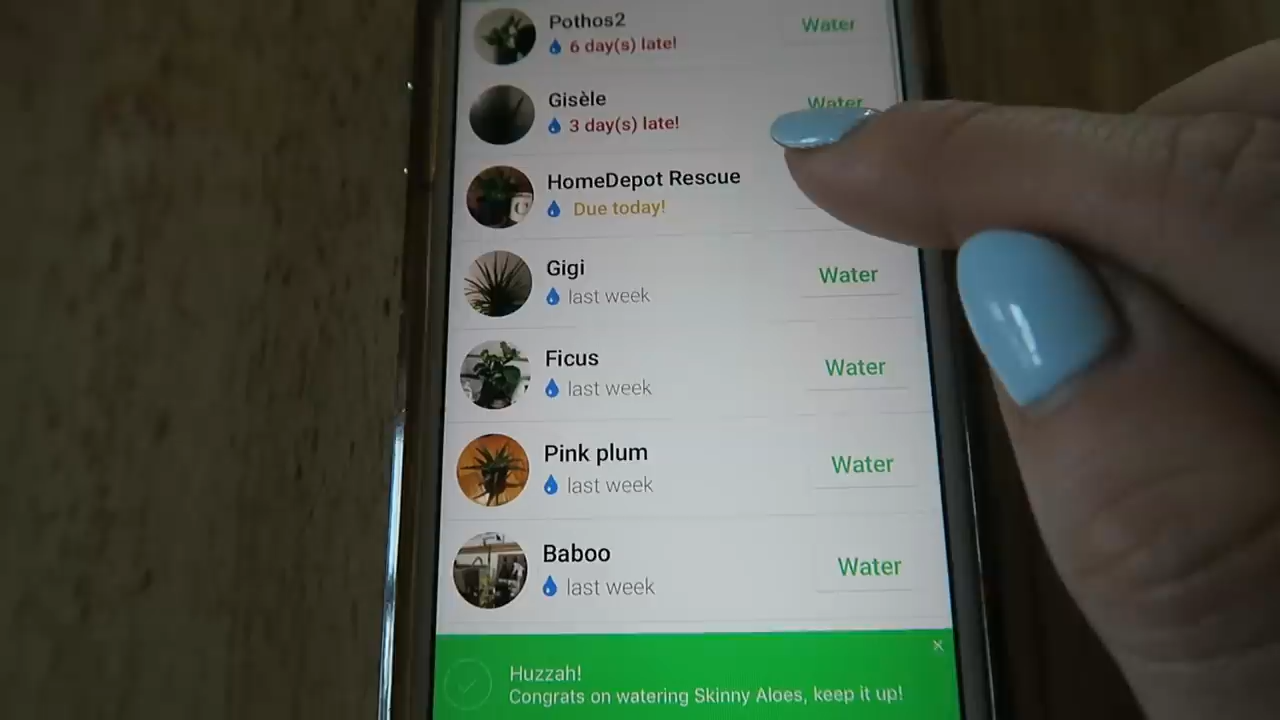 Pothos2
Water
6 day(s) late!
Gisèle
Water
3 day(s) late!
HomeDepot Rescue
Due today!
Gigi
Water
last week
Ficus
Water
last week
Pink plum
Water
last week
Baboo
Water
last week
Huzzah!
Congrats on watering Skinny Aloes, keep it up!